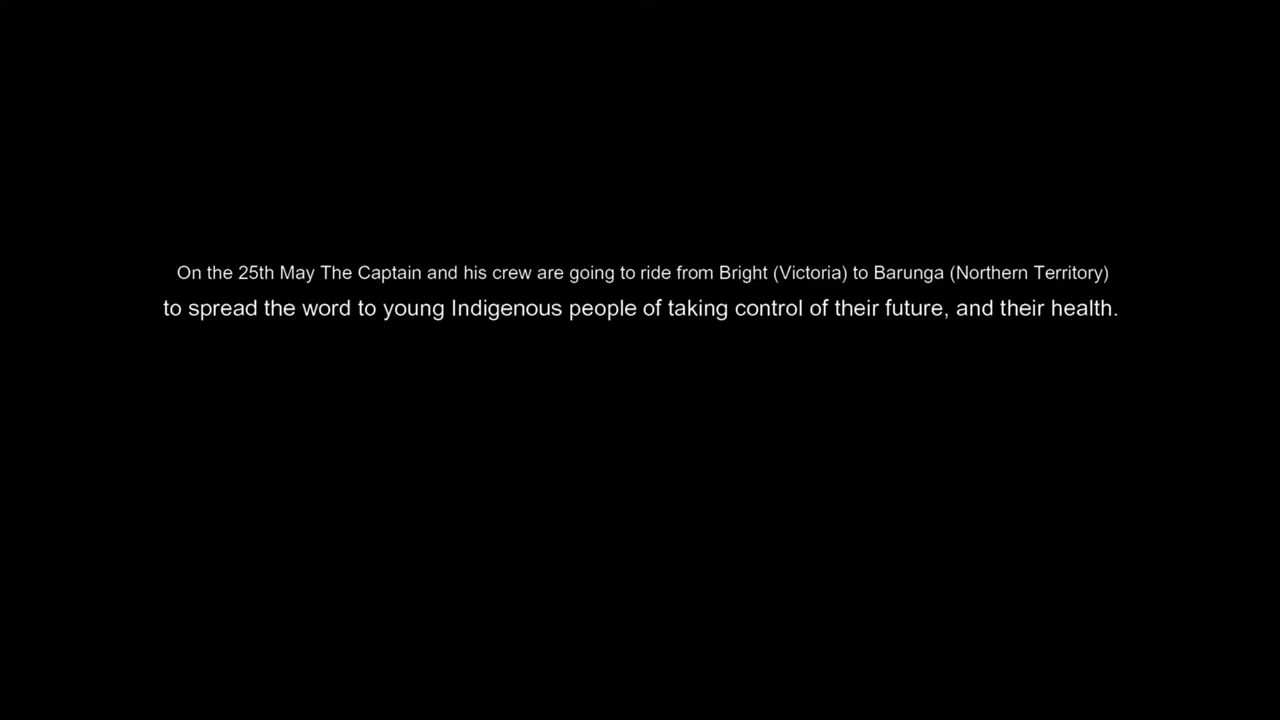 On the 25th May The Captain and his crew are going to ride from Bright (Victoria) to Barunga (Northern Territory)
to spread the word to young Indigenous people of taking control of their future, and their health.